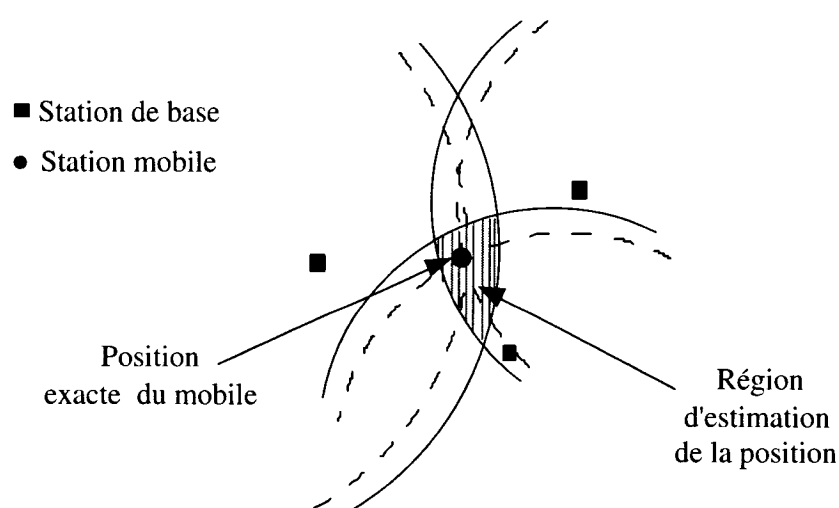 Station de base
Station mobile
Position
exacte du mobile
Région
d'estimation
de la position